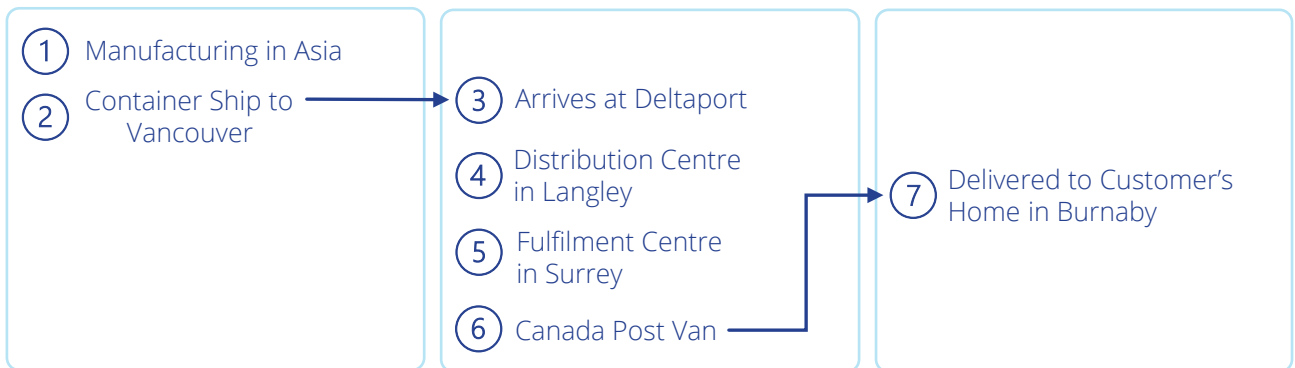 1 Manufacturing in Asia
2 Container Ship to
Vancouver
3 Arrives at Deltaport
4 Distribution Centre
in Langley
5 Fulfilment Centre
in Surrey
6 Canada Post Van
7 Delivered to Customer’s
Home in Burnaby